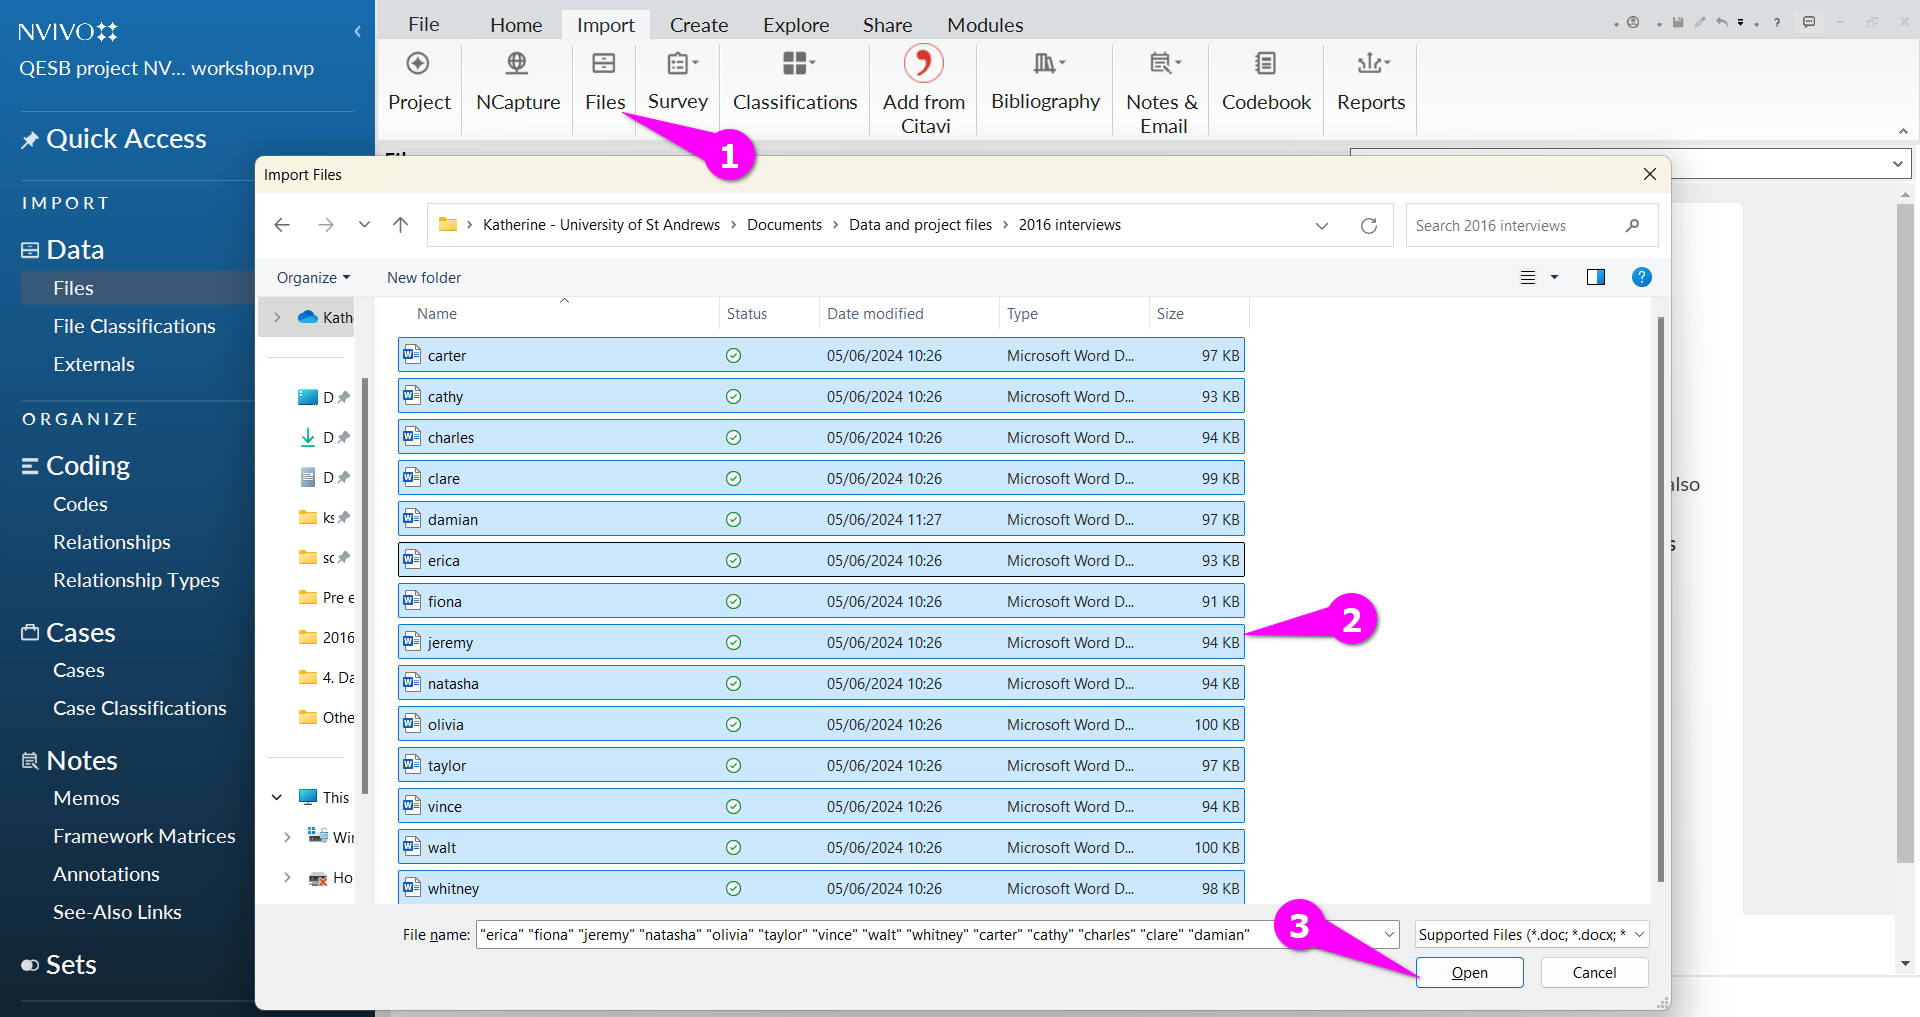 NVIVO
QESB project NV... workshop.nvp
Quick Access
IMPORT
Data
Files
File Classifications
Externals
ORGANIZE
Coding
Codes
Relationships
Relationship Types
Cases
Cases
Case Classifications
Notes
Memos
Framework Matrices
Annotations
See-Also Links
Sets
File Home Import Create Explore Share Modules
Project NCapture Files Survey Classifications Add from Citavi Bibliography Notes & Email Codebook Reports
1
Import Files
Katherine - University of St Andrews > Documents > Data and project files > 2016 interviews
Search 2016 interviews
Organize New folder
Kath
D
D
D
ks
sc
Pre e
2016
4. Da
Othe
This
Wi
Ho
Name Status Date modified Type Size
carter 05/06/2024 10:26 Microsoft Word D... 97 KB
cathy 05/06/2024 10:26 Microsoft Word D... 93 KB
charles 05/06/2024 10:26 Microsoft Word D... 94 KB
clare 05/06/2024 10:26 Microsoft Word D... 99 KB
damian 05/06/2024 11:27 Microsoft Word D... 97 KB
erica 05/06/2024 10:26 Microsoft Word D... 93 KB
fiona 05/06/2024 10:26 Microsoft Word D... 91 KB
jeremy 05/06/2024 10:26 Microsoft Word D... 94 KB
natasha 05/06/2024 10:26 Microsoft Word D... 94 KB
olivia 05/06/2024 10:26 Microsoft Word D... 100 KB
taylor 05/06/2024 10:26 Microsoft Word D... 97 KB
vince 05/06/2024 10:26 Microsoft Word D... 94 KB
walt 05/06/2024 10:26 Microsoft Word D... 100 KB
whitney 05/06/2024 10:26 Microsoft Word D... 98 KB
2
also
File name: "erica" "fiona" "jeremy" "natasha" "olivia" "taylor" "vince" "walt" "whitney" "carter" "cathy" "charles" "clare" "damian"
3
Supported Files (*.doc; *.docx; *
Open Cancel